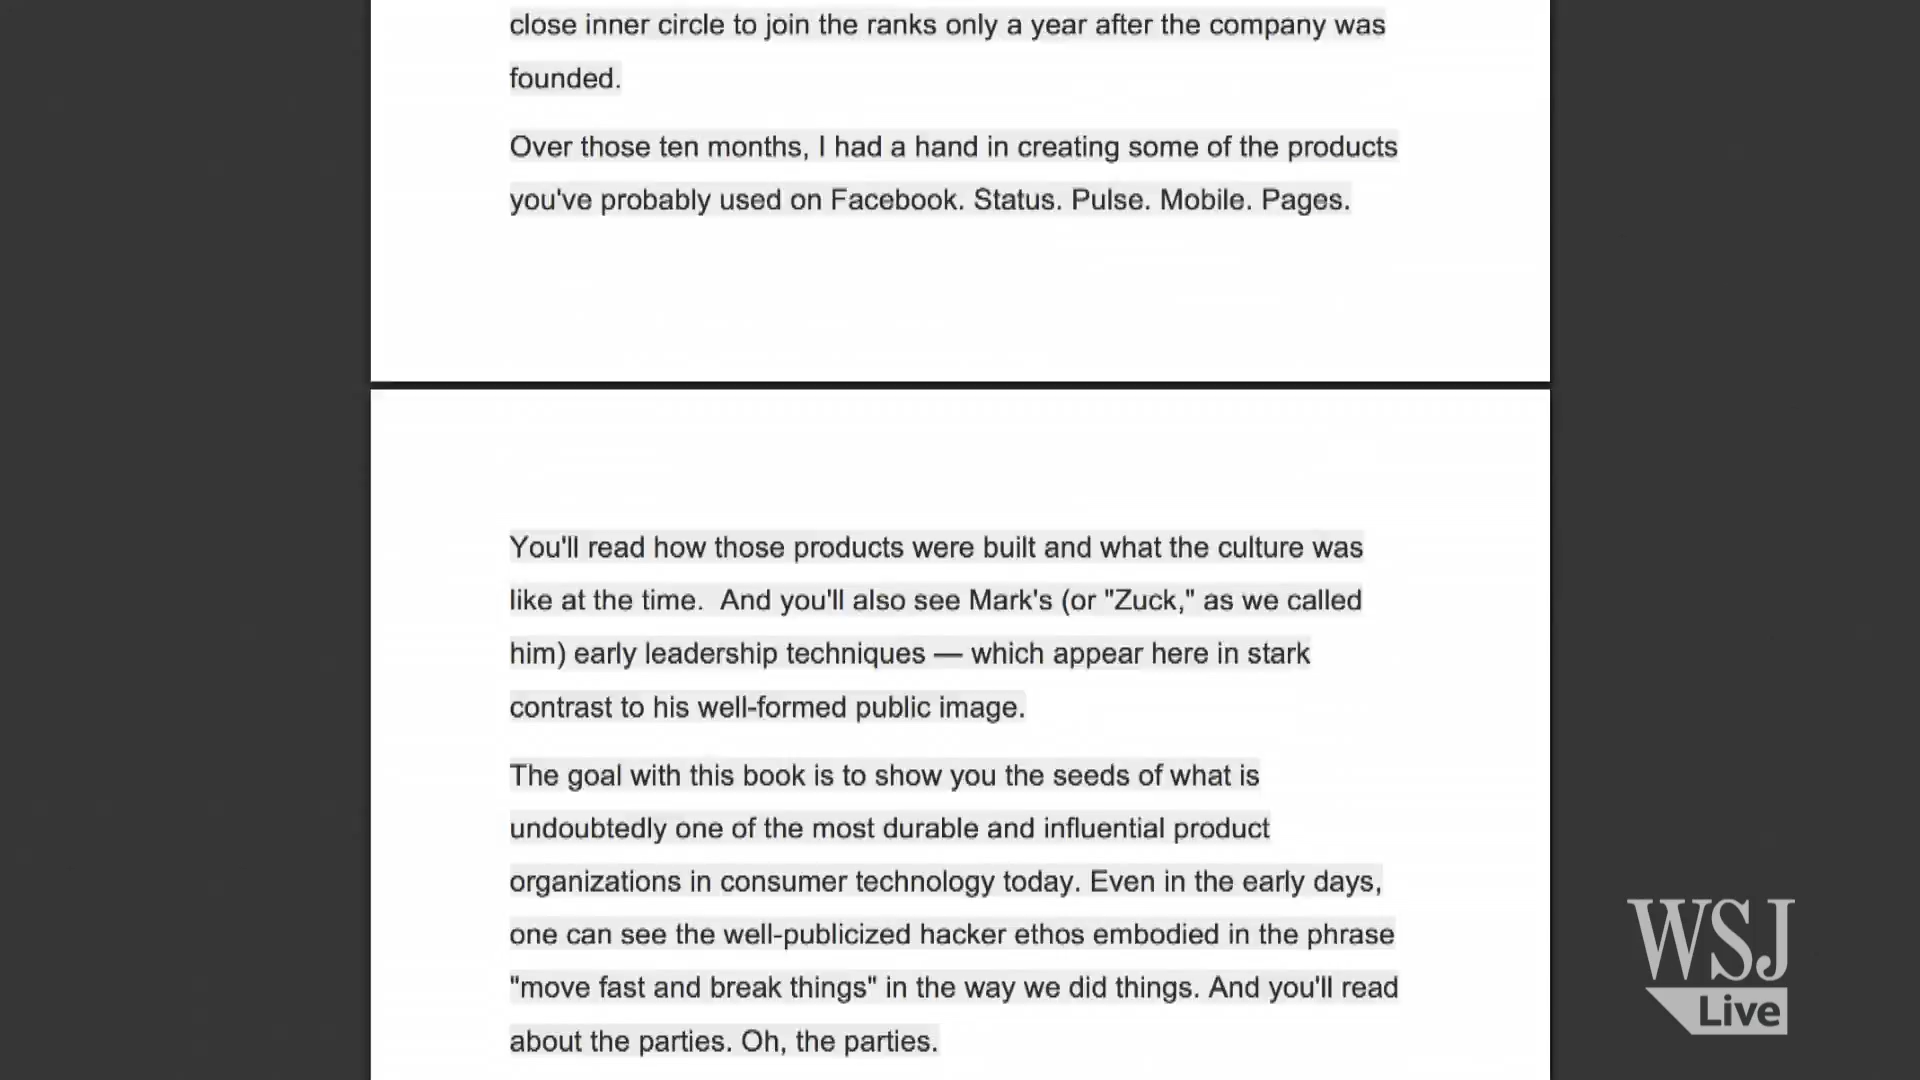 close inner circle to join the ranks only a year after the company was
founded.
Over those ten months, I had a hand in creating some of the products
you've probably used on Facebook. Status. Pulse. Mobile. Pages.
You'll read how those products were built and what the culture was
like at the time.  And you'll also see Mark's (or "Zuck," as we called
him) early leadership techniques — which appear here in stark
contrast to his well-formed public image.
The goal with this book is to show you the seeds of what is
undoubtedly one of the most durable and influential product
organizations in consumer technology today. Even in the early days,
one can see the well-publicized hacker ethos embodied in the phrase
"move fast and break things" in the way we did things. And you'll read
about the parties. Oh, the parties.
WSJ
Live